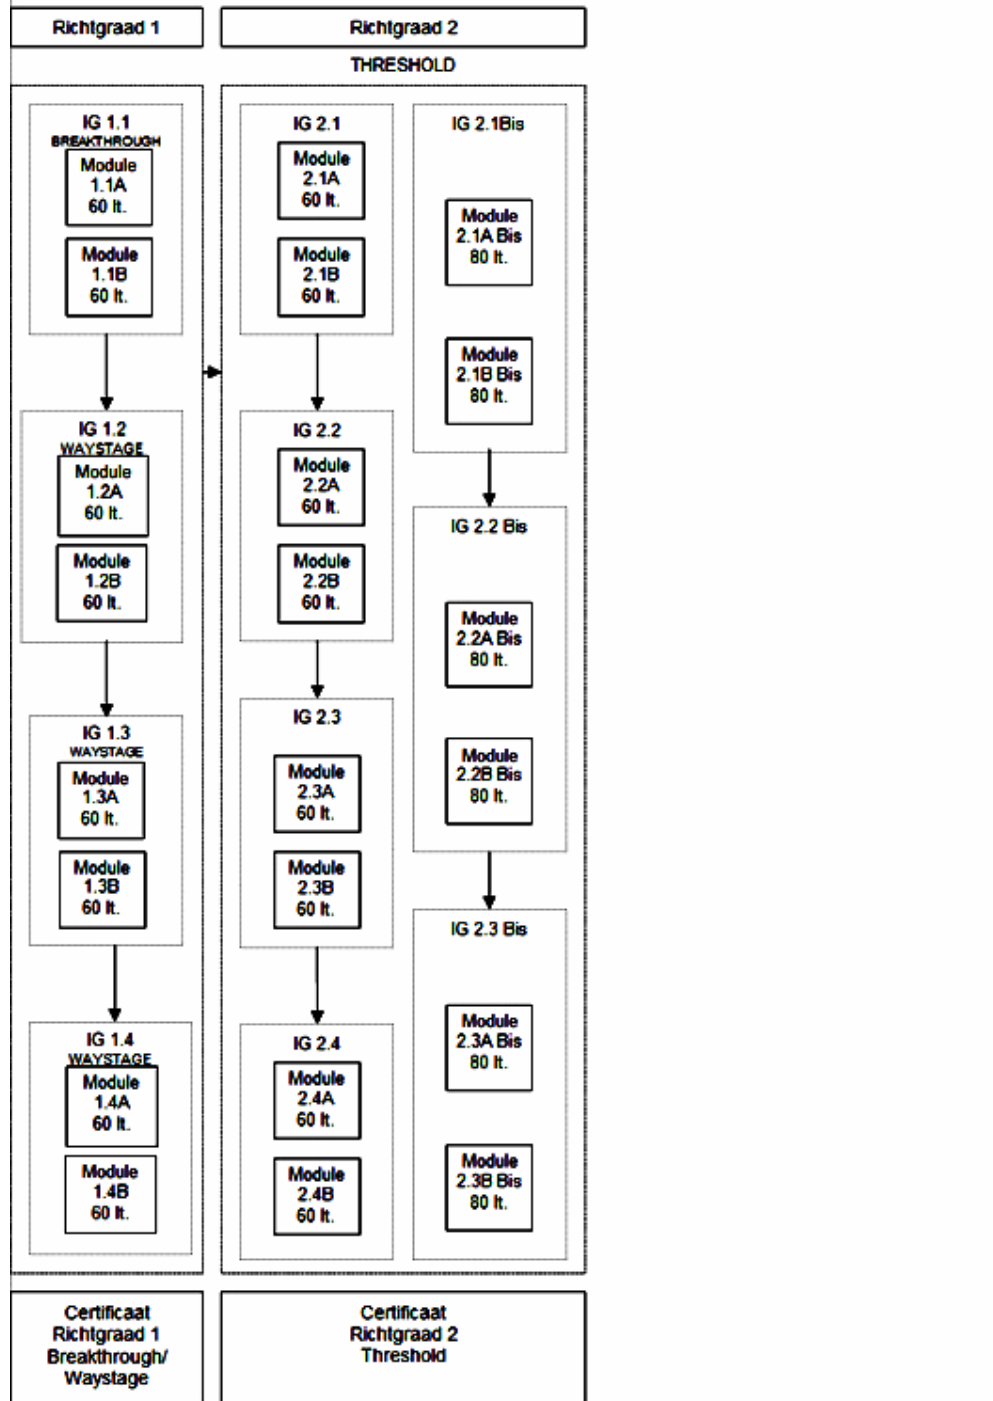 Richtgraad 1
Richtgraad 2
THRESHOLD
IG 1.1
BREAKTHROUGH
Module
1.1A
60 lt.
Module
1.1B
60 lt.
IG 1.2
WAYSTAGE
Module
1.2A
60 lt.
Module
1.2B
60 lt.
IG 1.3
WAYSTAGE
Module
1.3A
60 lt.
Module
1.3B
60 lt.
IG 1.4
WAYSTAGE
Module
1.4A
60 lt.
Module
1.4B
60 lt.
IG 2.1
Module
2.1A
60 lt.
Module
2.1B
60 lt.
IG 2.2
Module
2.2A
60 lt.
Module
2.2B
60 lt.
IG 2.3
Module
2.3A
60 lt.
Module
2.3B
60 lt.
IG 2.4
Module
2.4A
60 lt.
Module
2.4B
60 lt.
IG 2.1Bis
Module
2.1A Bis
80 lt.
Module
2.1B Bis
80 lt.
IG 2.2 Bis
Module
2.2A Bis
80 lt.
Module
2.2B Bis
80 lt.
IG 2.3 Bis
Module
2.3A Bis
80 lt.
Module
2.3B Bis
80 lt.
Certificaat
Richtgraad 1
Breakthrough/
Waystage
Certificaat
Richtgraad 2
Threshold